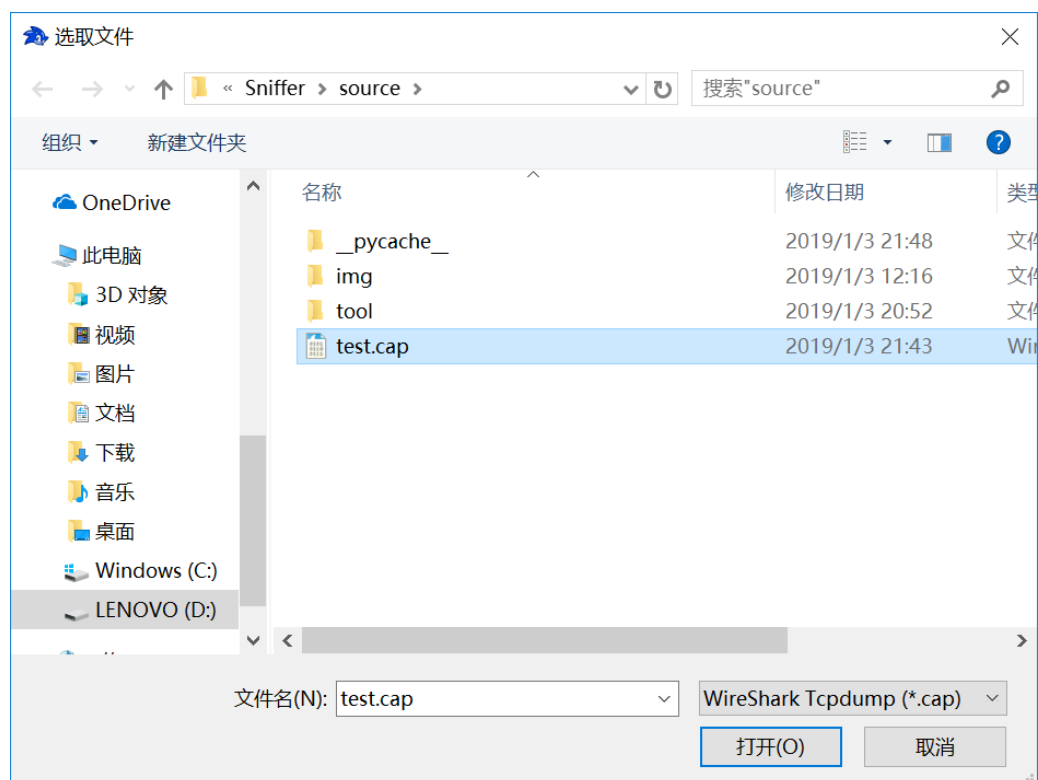 选取文件
« Sniffer > source >
搜索"source"
组织
新建文件夹
OneDrive
此电脑
3D 对象
视频
图片
文档
下载
音乐
桌面
Windows (C:)
LENOVO (D:)
名称 修改日期 类型
__pycache__ 2019/1/3 21:48 文件
img 2019/1/3 12:16 文件
tool 2019/1/3 20:52 文件
test.cap 2019/1/3 21:43 Wir
文件名(N): test.cap WireShark Tcpdump (*.cap)
打开(O) 取消